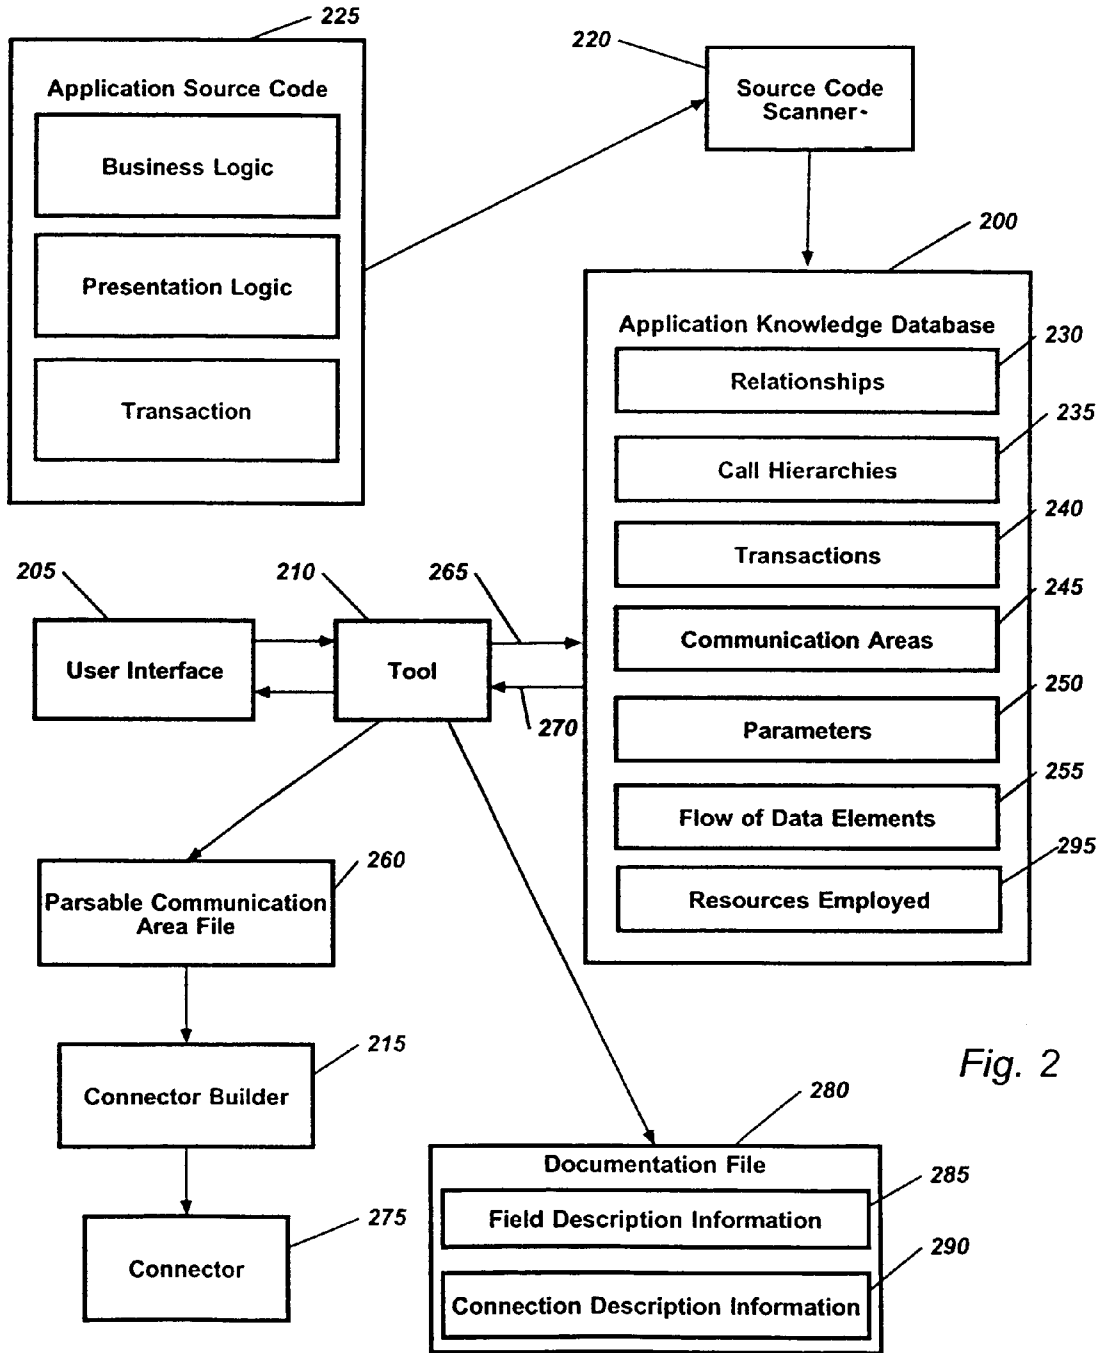 225
Application Source Code
Business Logic
Presentation Logic
Transaction
220
Source Code
Scanner
200
Application Knowledge Database
230
Relationships
235
Call Hierarchies
240
Transactions
245
Communication Areas
250
Parameters
255
Flow of Data Elements
295
Resources Employed
205
User Interface
210
Tool
265
270
260
Parsable Communication
Area File
215
Connector Builder
275
Connector
280
Documentation File
285
Field Description Information
290
Connection Description Information
Fig. 2